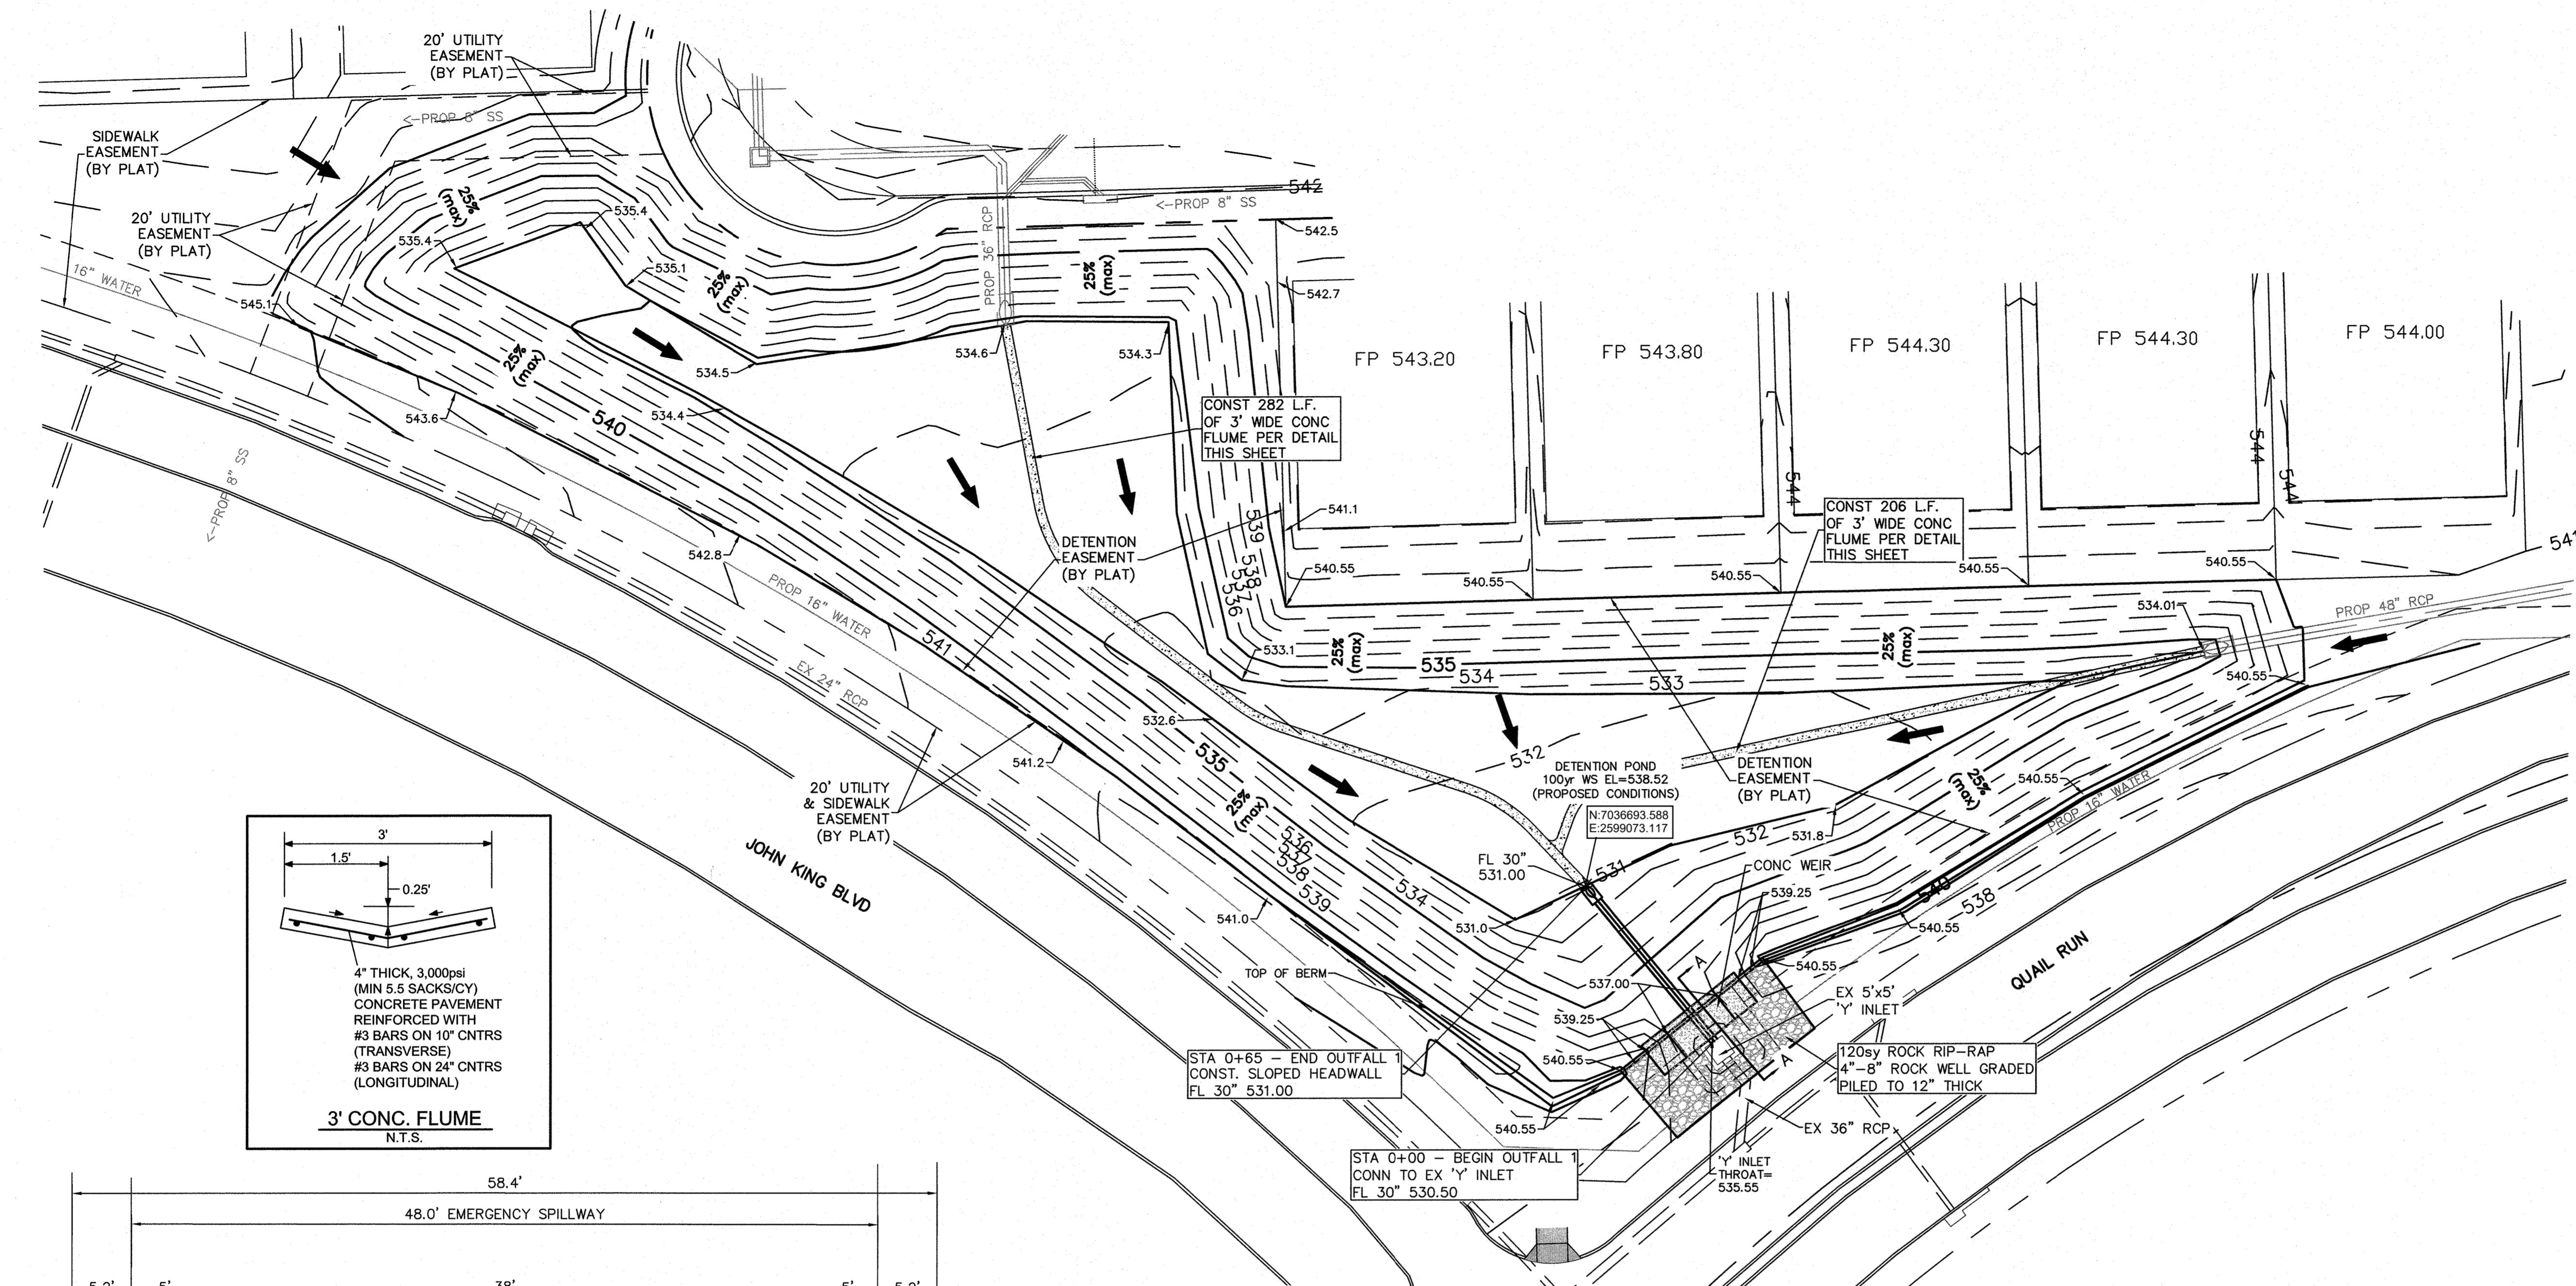 20' UTILITY
EASEMENT
(BY PLAT)
SIDEWALK
EASEMENT
(BY PLAT)
<-PROP 8" SS
20' UTILITY
EASEMENT
(BY PLAT)
16" WATER
545.1
535.4
25%
(max)
535.4
535.1
25%
(max)
PROP 36" RCP
25%
(max)
<-PROP 8" SS
542
542.5
542.7
534.5
534.6
534.3
25%
(max)
540
534.4
543.6
<-PROP 8" SS
542.8
PROP 16" WATER
EX 24" RCP
541
FP 543.20
FP 543.80
FP 544.30
FP 544.30
FP 544.00
CONST 282 L.F.
OF 3' WIDE CONC
FLUME PER DETAIL
THIS SHEET
544
544
544
541.1
539
538
537
536
DETENTION
EASEMENT
(BY PLAT)
CONST 206 L.F.
OF 3' WIDE CONC
FLUME PER DETAIL
THIS SHEET
540.55
540.55
540.55
540.55
540.55
534.01
PROP 48" RCP
533.1
25%
(max)
535
534
533
25%
(max)
540.55
532.6
541.2
535
25%
(max)
532
DETENTION POND
100yr WS EL=538.52
(PROPOSED CONDITIONS)
N:7036693.588
E:2599073.117
DETENTION
EASEMENT
(BY PLAT)
25%
(max)
540.55
PROP 16" WATER
20' UTILITY
& SIDEWALK
EASEMENT
(BY PLAT)
536
537
538
539
534
532
531.8
531
FL 30"
531.00
CONC WEIR
539.25
540
538
540.55
JOHN KING BLVD
541.0
531.0
TOP OF BERM
537.00
A
540.55
QUAIL RUN
EX 5'x5'
'Y' INLET
539.25
540.55
A
STA 0+65 – END OUTFALL 1
CONST. SLOPED HEADWALL
FL 30" 531.00
120sy ROCK RIP-RAP
4"-8" ROCK WELL GRADED
PILED TO 12" THICK
540.55
EX 36" RCP
STA 0+00 – BEGIN OUTFALL 1
CONN TO EX 'Y' INLET
FL 30" 530.50
'Y' INLET
THROAT=
535.55
3'
1.5'
0.25'
4" THICK, 3,000psi
(MIN 5.5 SACKS/CY)
CONCRETE PAVEMENT
REINFORCED WITH
#3 BARS ON 10" CNTRS
(TRANSVERSE)
#3 BARS ON 24" CNTRS
(LONGITUDINAL)
3' CONC. FLUME
N.T.S.
58.4'
48.0' EMERGENCY SPILLWAY
5'
38'
5'